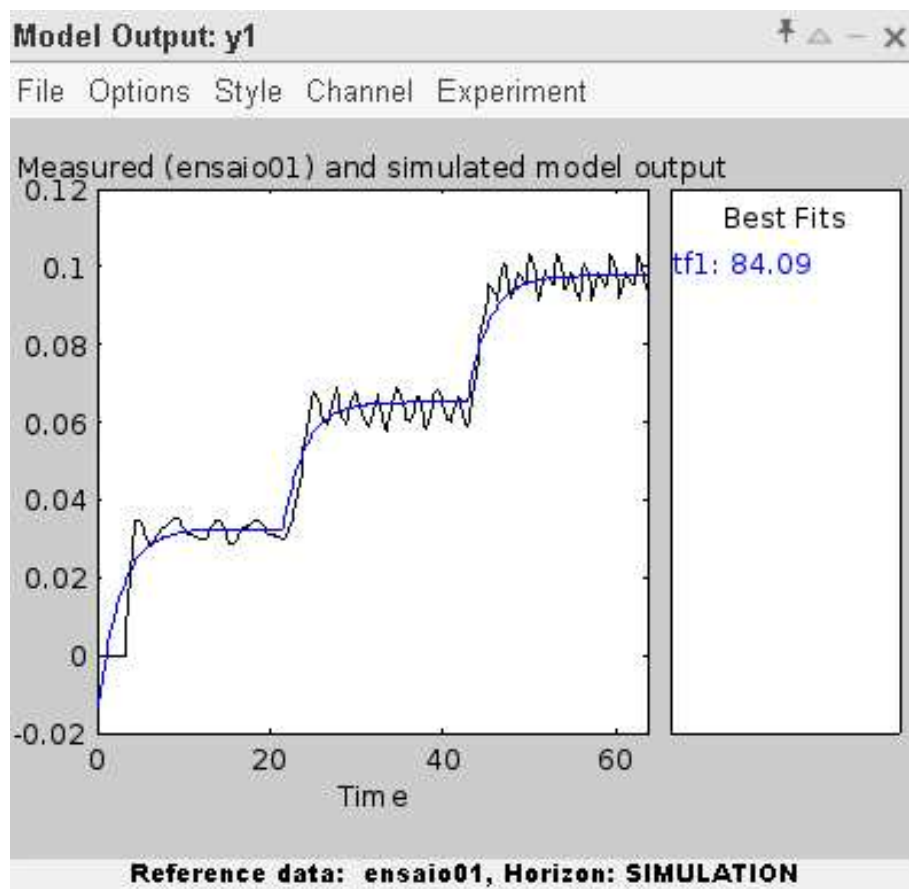 Model Output: y1
File Options Style Channel Experiment
Measured (ensaio01) and simulated model output
0.12
0.1
0.08
0.06
0.04
0.02
0
-0.02
0 20 40 60
Time
Best Fits
tf1: 84.09
Reference data: ensaio01, Horizon: SIMULATION